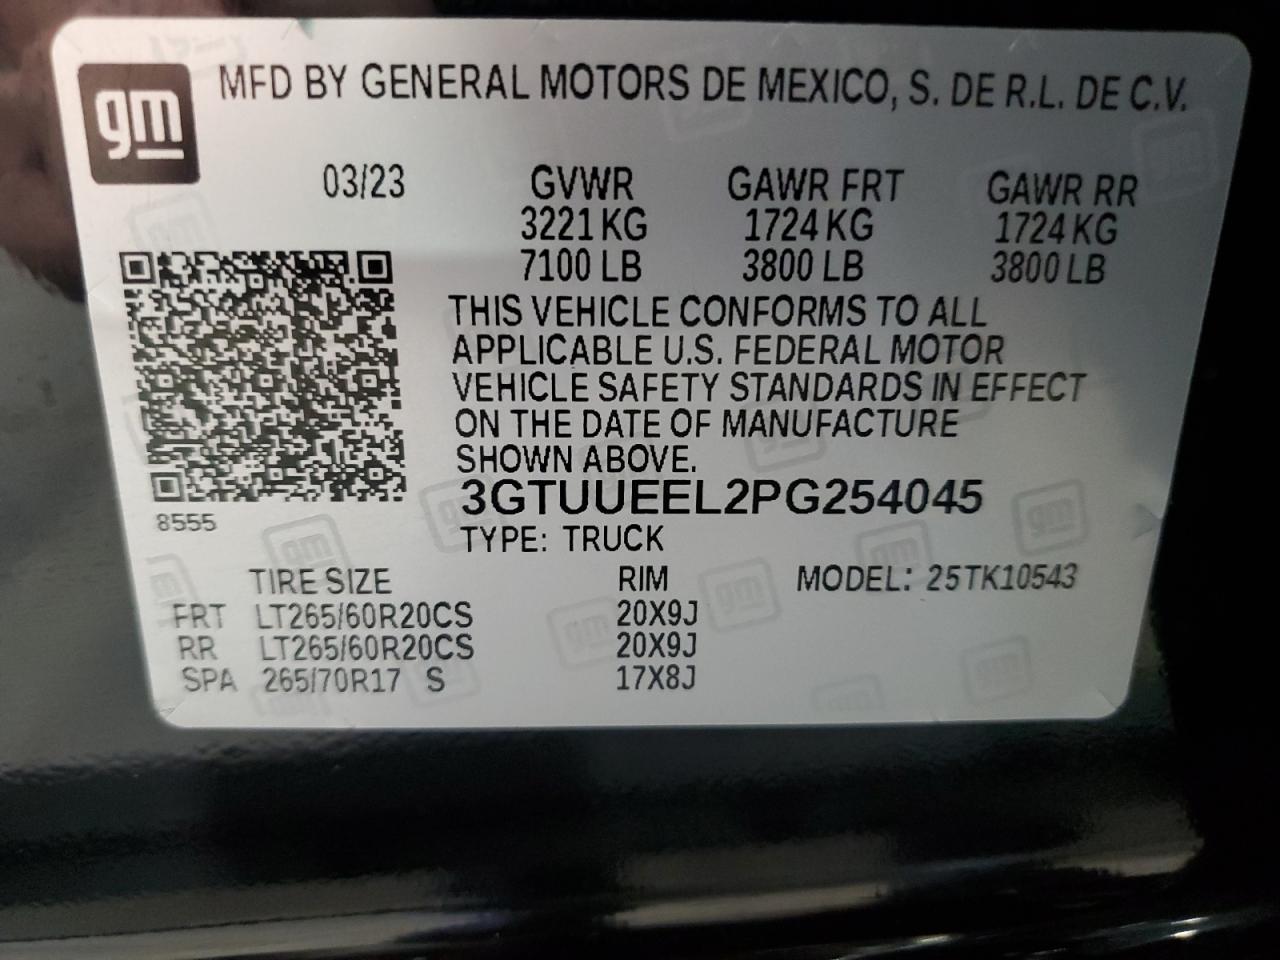 gm
MFD BY GENERAL MOTORS DE MEXICO, S. DE R.L. DE C.V.
03/23 GVWR GAWR FRT GAWR RR
3221 KG 1724 KG 1724 KG
7100 LB 3800 LB 3800 LB
THIS VEHICLE CONFORMS TO ALL
APPLICABLE U.S. FEDERAL MOTOR
VEHICLE SAFETY STANDARDS IN EFFECT
ON THE DATE OF MANUFACTURE
SHOWN ABOVE.
3GTUUEEL2PG254045
8555
TYPE: TRUCK
TIRE SIZE RIM MODEL: 25TK10543
FRT LT265/60R20CS 20X9J
RR LT265/60R20CS 20X9J
SPA 265/70R17 S 17X8J